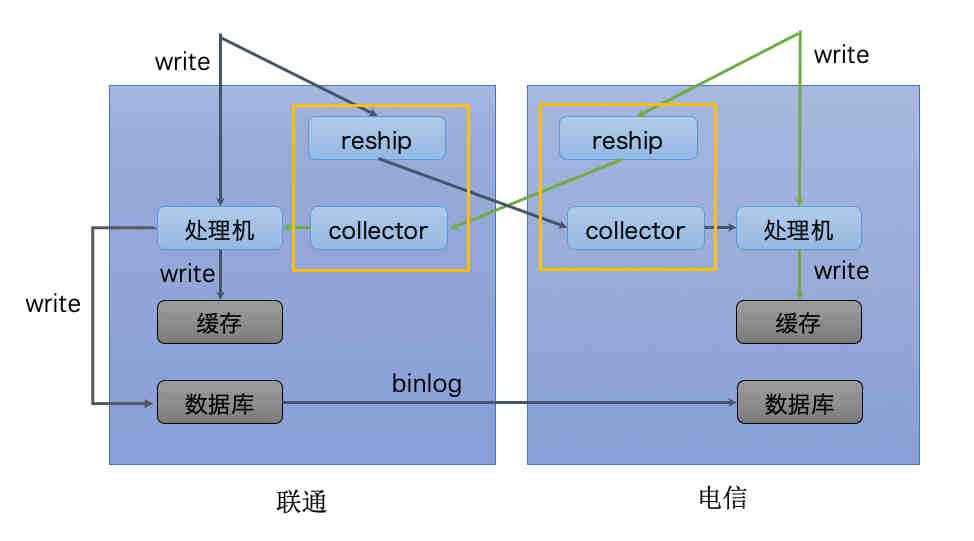 write
write
reship
reship
处理机
collector
collector
处理机
write
write
write
缓存
缓存
binlog
数据库
数据库
联通
电信